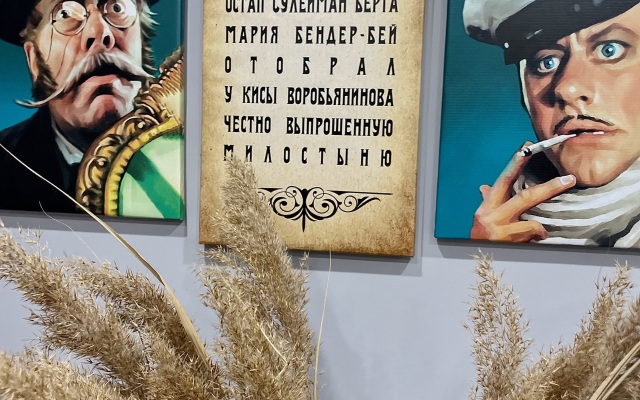 ОСТАП СУЛЕЙМАН БЕРТА
МАРИЯ БЕНДЕР-БЕЙ
ОТОБРАЛ
У КИСЫ ВОРОБЬЯНИНОВА
ЧЕСТНО ВЫПРОШЕННУЮ
МИЛОСТЫНЮ